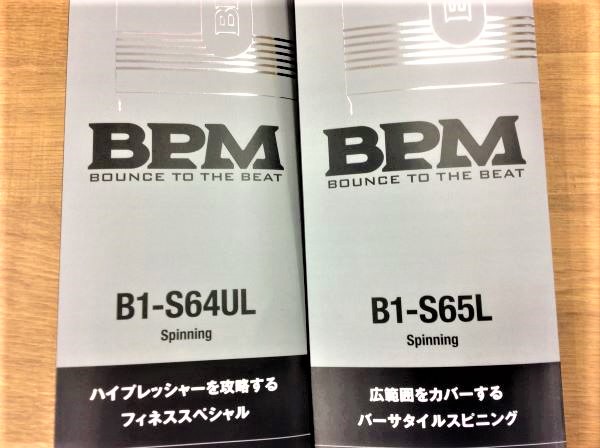 BPM
BOUNCE TO THE BEAT
B1-S64UL
Spinning
ハイプレッシャーを攻略する
フィネススペシャル
BPM
BOUNCE TO THE BEAT
B1-S65L
Spinning
広範囲をカバーする
バーサタイルスピニング